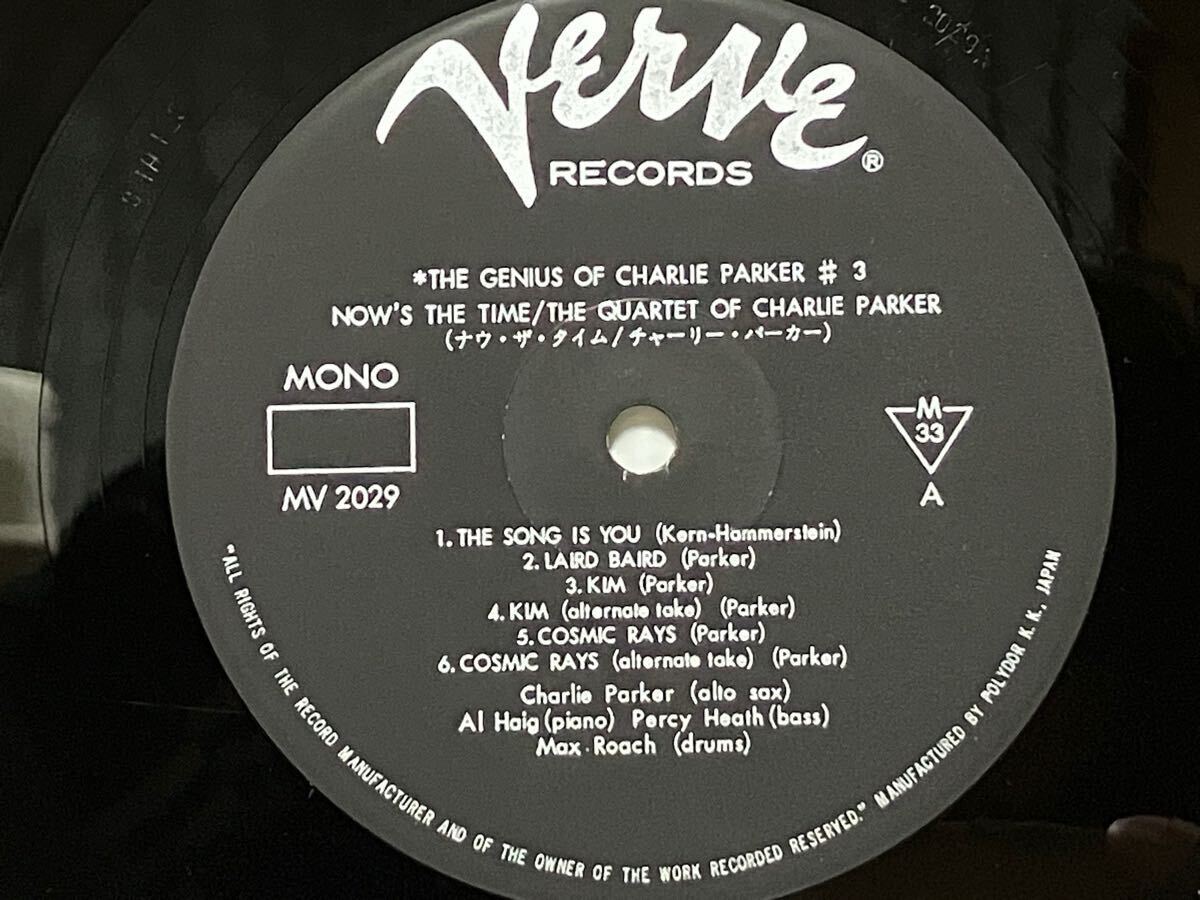 Verve
RECORDS ®
*THE GENIUS OF CHARLIE PARKER # 3
NOW'S THE TIME/THE QUARTET OF CHARLIE PARKER
(ナウ・ザ・タイム/チャーリー・パーカー)
MONO
MV 2029
M
33
A
1. THE SONG IS YOU (Kern-Hammerstein)
2. LAIRD BAIRD (Parker)
3. KIM (Parker)
4. KIM (alternate take) (Parker)
5. COSMIC RAYS (Parker)
6. COSMIC RAYS (alternate take) (Parker)
Charlie Parker (alto sax)
Al Haig (piano) Percy Heath (bass)
Max Roach (drums)
"ALL RIGHTS OF THE RECORD MANUFACTURER AND OF THE OWNER OF THE WORK RECORDED RESERVED." MANUFACTURED BY POLYDOR K. K., JAPAN